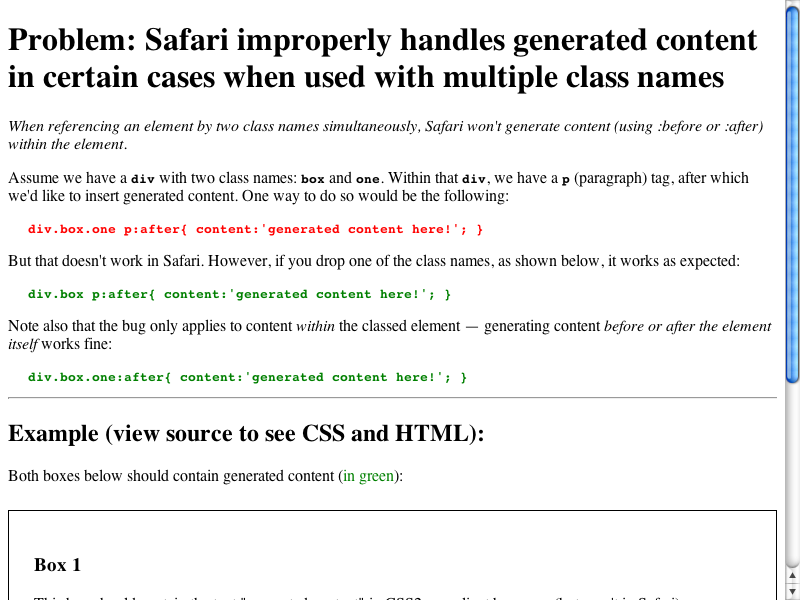 Problem: Safari improperly handles generated content
in certain cases when used with multiple class names
When referencing an element by two class names simultaneously, Safari won't generate content (using :before or :after)
within the element.
Assume we have a div with two class names: box and one. Within that div, we have a p (paragraph) tag, after which
we'd like to insert generated content. One way to do so would be the following:
div.box.one p:after{ content:'generated content here!'; }
But that doesn't work in Safari. However, if you drop one of the class names, as shown below, it works as expected:
div.box p:after{ content:'generated content here!'; }
Note also that the bug only applies to content within the classed element — generating content before or after the element
itself works fine:
div.box.one:after{ content:'generated content here!'; }
Example (view source to see CSS and HTML):
Both boxes below should contain generated content (in green):
Box 1